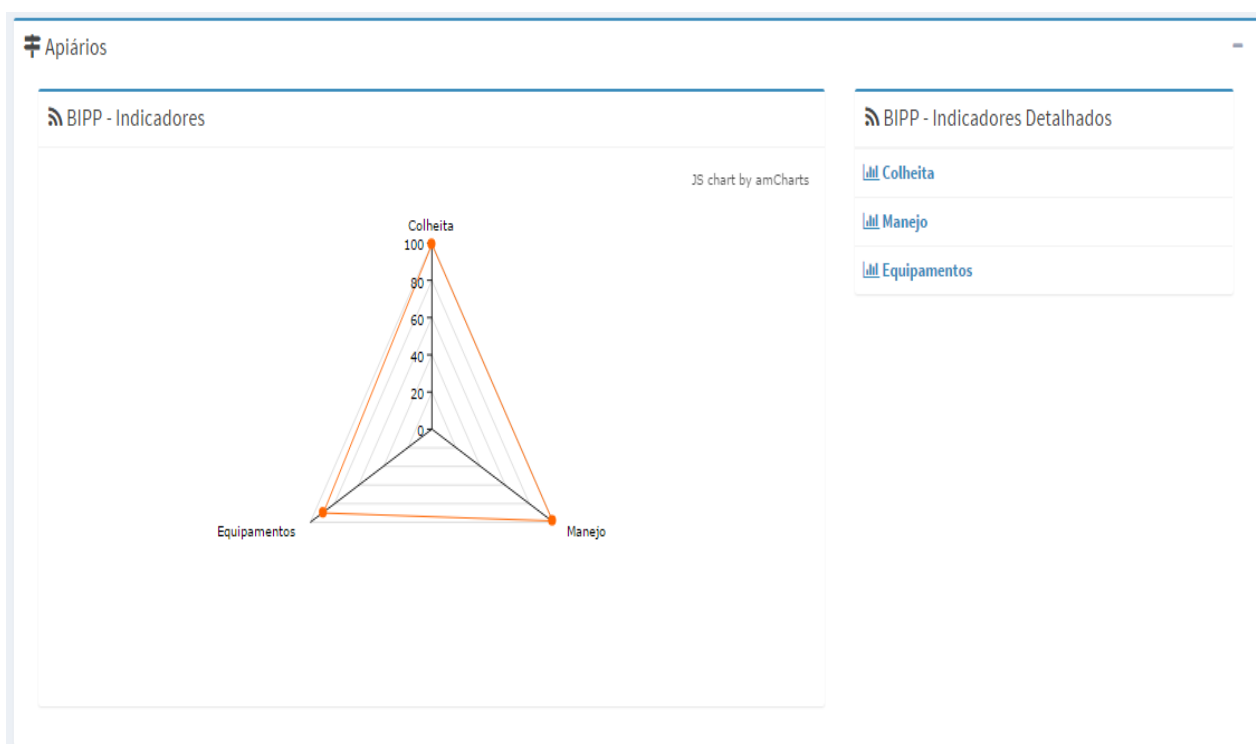 Apiários
BIPP - Indicadores
JS chart by amCharts
Colheita
100
80
60
40
20
0
Equipamentos
Manejo
BIPP - Indicadores Detalhados
Colheita
Manejo
Equipamentos